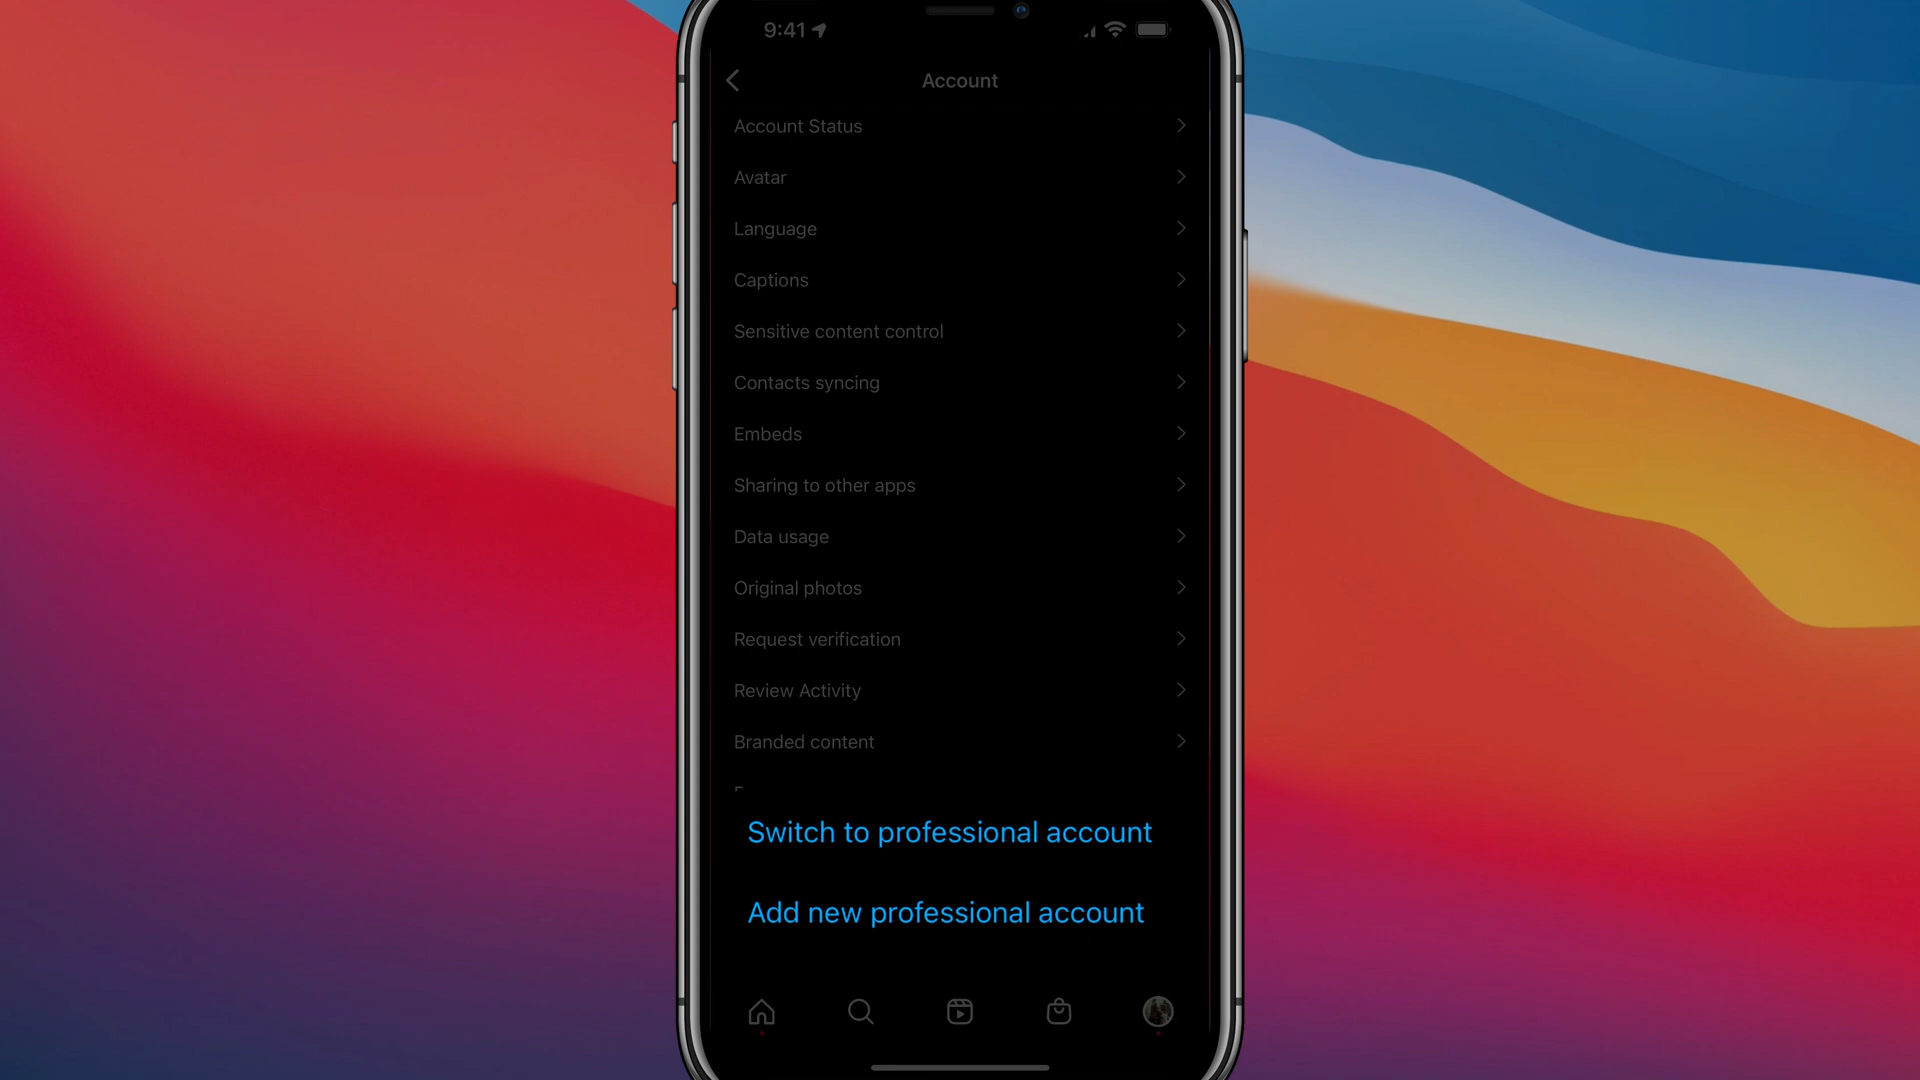 9:41
Account
Account Status
Avatar
Language
Captions
Sensitive content control
Contacts syncing
Embeds
Sharing to other apps
Data usage
Original photos
Request verification
Review Activity
Branded content
Switch to professional account
Add new professional account